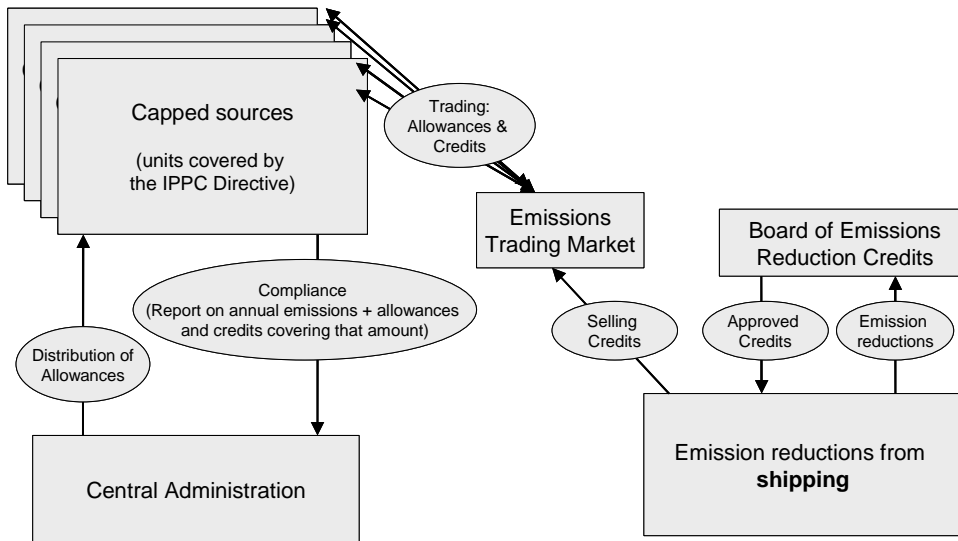 Capped sources
(units covered by
the IPPC Directive)
Trading:
Allowances &
Credits
Emissions
Trading Market
Board of Emissions
Reduction Credits
Compliance
(Report on annual emissions + allowances
and credits covering that amount)
Distribution of
Allowances
Selling
Credits
Approved
Credits
Emission
reductions
Central Administration
Emission reductions from
shipping